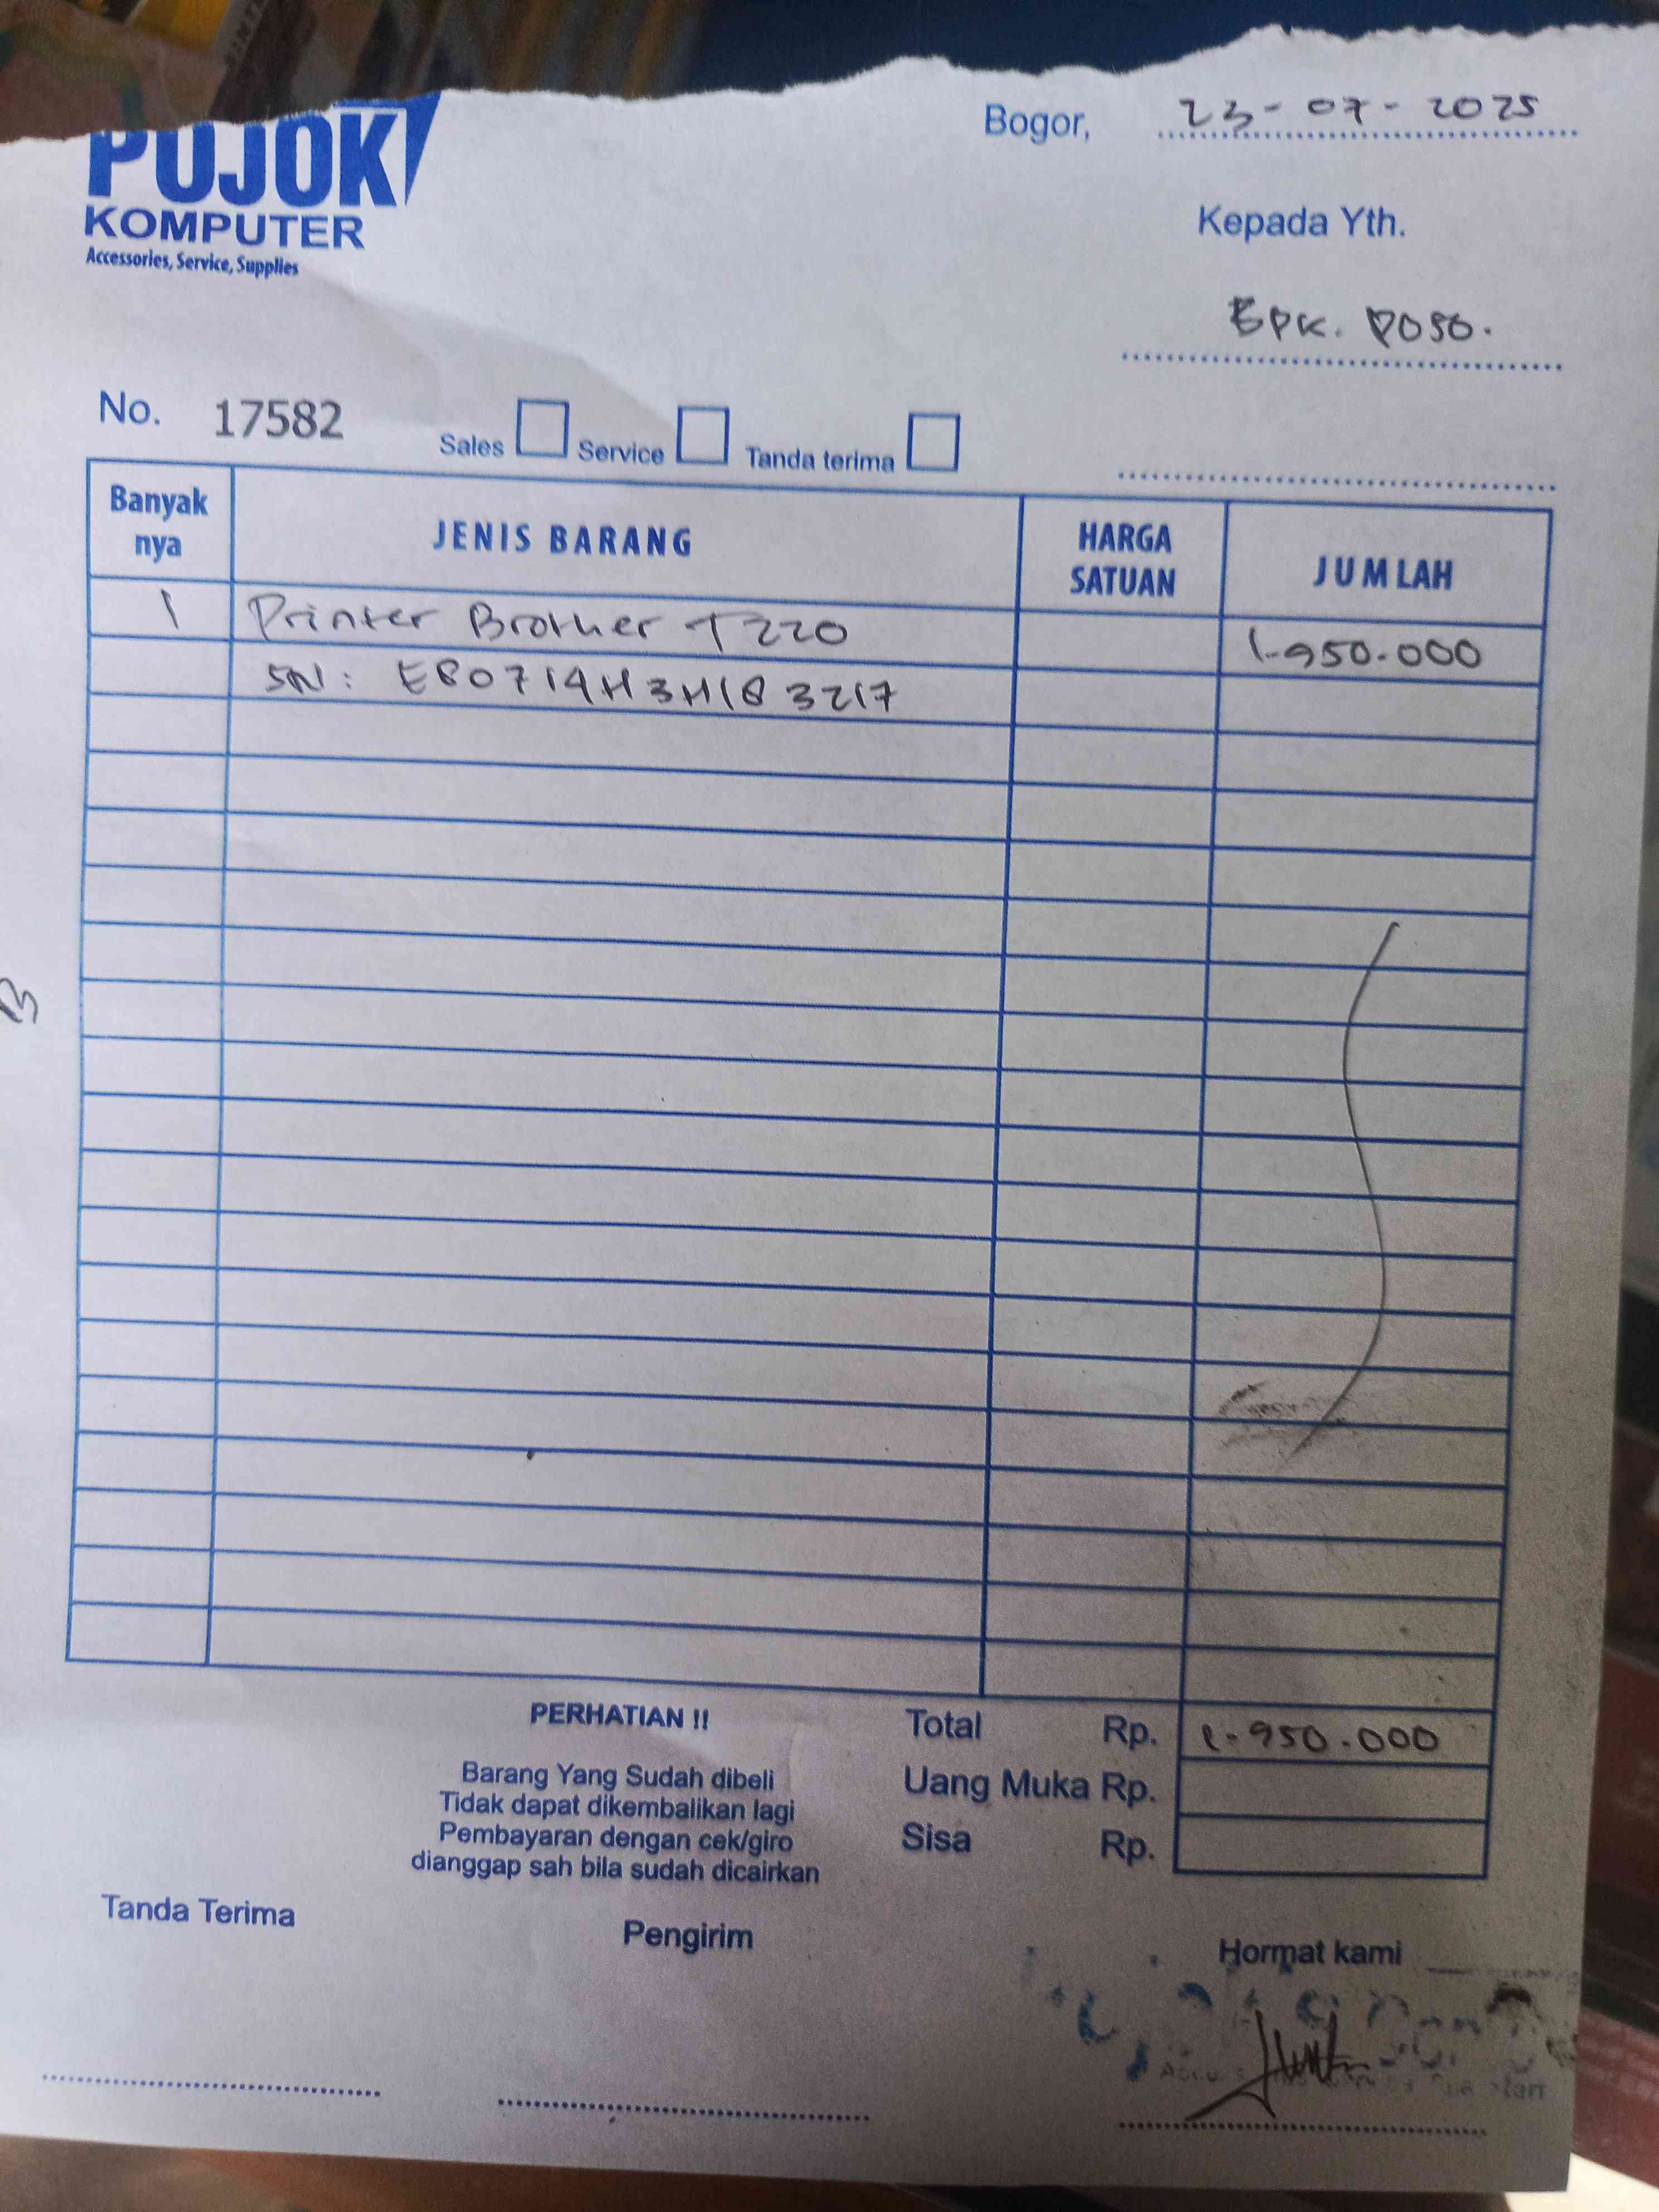 POJOK
KOMPUTER
Accessories, Service, Supplies
Bogor, 23-07-2025
Kepada Yth.
Bpk. Poso.
No. 17582
Sales Service Tanda terima
Banyak nya JENIS BARANG HARGA SATUAN JUMLAH
1 Printer Brother T220 1.950.000
SN: E80714H3H183217
PERHATIAN !!
Barang Yang Sudah dibeli
Tidak dapat dikembalikan lagi
Pembayaran dengan cek/giro
dianggap sah bila sudah dicairkan
Total Rp. 1.950.000
Uang Muka Rp.
Sisa Rp.
Tanda Terima
Pengirim
Hormat kami